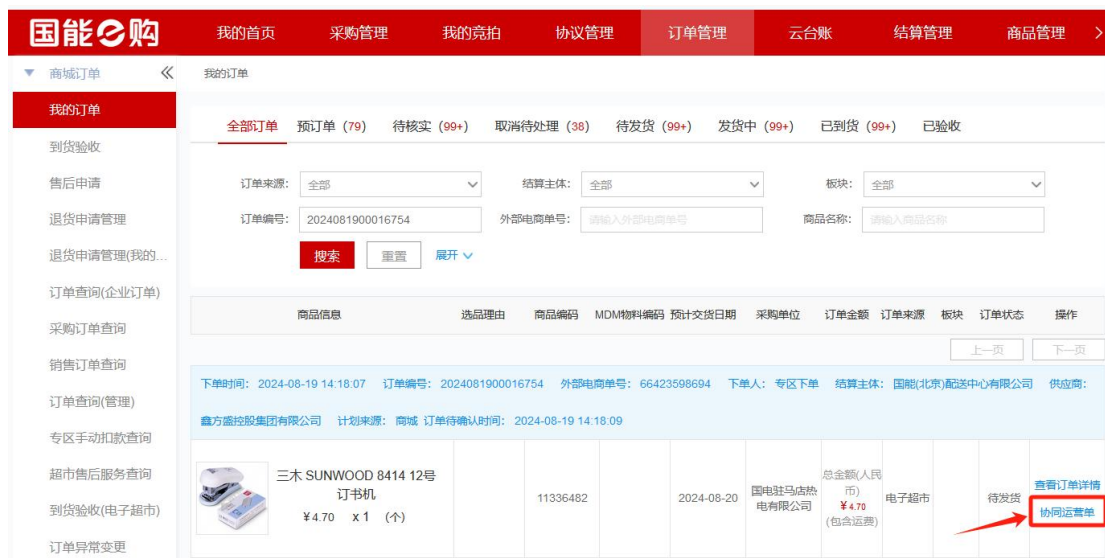 国能e购 我的首页 采购管理 我的竞拍 协议管理 订单管理 云台账 结算管理 商品管理
商城订单
我的订单
我的订单
全部订单 预订单 (79) 待核实 (99+) 取消待处理 (38) 待发货 (99+) 发货中 (99+) 已到货 (99+) 已验收
到货验收
售后申请
订单来源: 全部 结算主体: 全部 板块: 全部
退货申请管理
订单编号: 2024081900016754 外部电商单号: 请输入外部电商单号 商品名称: 请输入商品名称
退货申请管理(我的...
搜索 重置 展开
订单查询(企业订单)
商品信息 选品理由 商品编码 MDM物料编码 预计交货日期 采购单位 订单金额 订单来源 板块 订单状态 操作
采购订单查询
上一页 下一页
销售订单查询
下单时间: 2024-08-19 14:18:07 订单编号: 2024081900016754 外部电商单号: 66423598694 下单人: 专区下单 结算主体: 国能(北京)配送中心有限公司 供应商:
订单查询(管理)
鑫方盛控股集团有限公司 计划来源: 商城 订单待确认时间: 2024-08-19 14:18:09
专区手动扣款查询
超市售后服务查询
到货验收(电子超市)
订单异常变更
三木 SUNWOOD 8414 12号
订书机
¥4.70 x 1 (个)
11336482
2024-08-20
国电驻马店热
电有限公司
总金额(人民
币)
¥4.70
(包含运费)
电子超市
待发货
查看订单详情
协同运营单